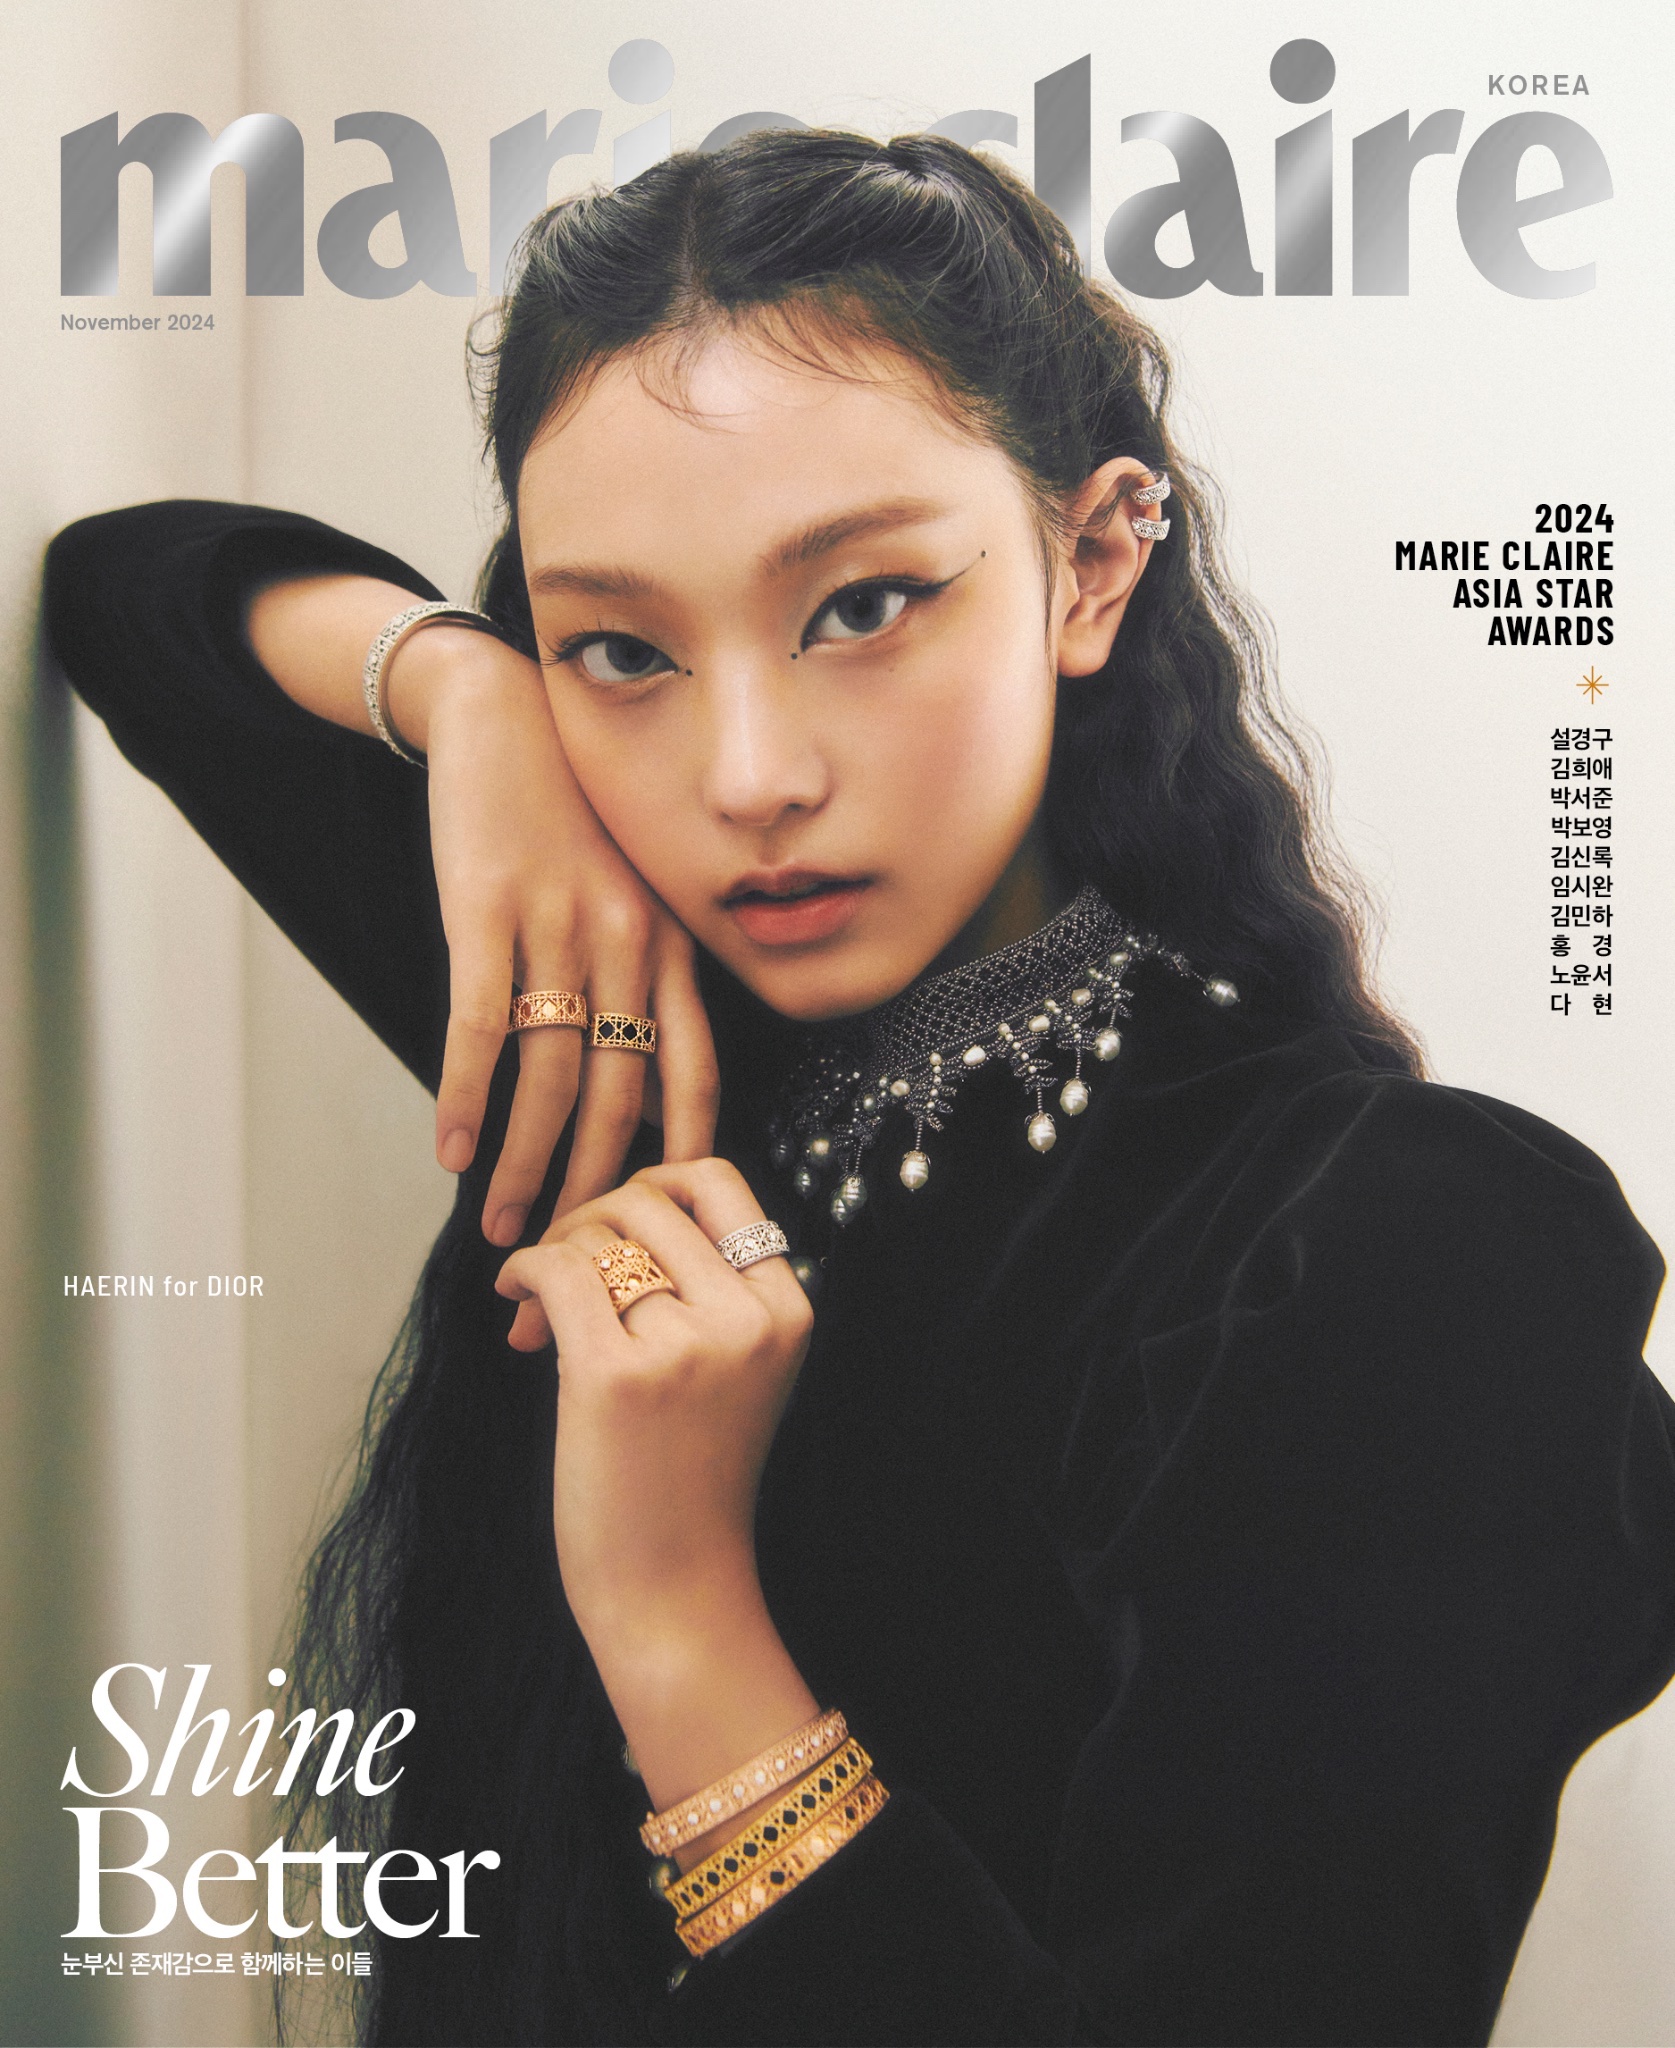 marie claire
KOREA
November 2024
2024
MARIE CLAIRE
ASIA STAR
AWARDS
설경구
김희애
박서준
박보영
김신록
임시완
김민하
홍 경
노윤서
다 현
HAERIN for DIOR
Shine
Better
눈부신 존재감으로 함께하는 이들